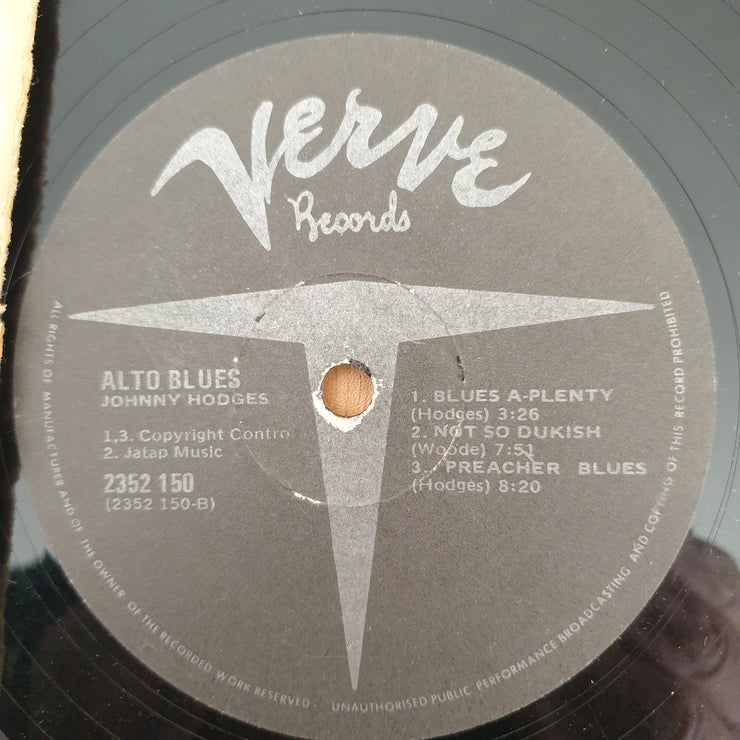 Verve
Records
ALTO BLUES
JOHNNY HODGES
1,3. Copyright Contro
2. Jatap Music
2352 150
(2352 150-B)
1. BLUES A-PLENTY
(Hodges) 3:26
2. NOT SO DUKISH
(Woode) 7:51
3. PREACHER BLUES
(Hodges) 8:20
ALL RIGHTS OF MANUFACTURER AND OF THE OWNER OF THE RECORDED WORK RESERVED - UNAUTHORISED PUBLIC PERFORMANCE BROADCASTING AND COPYING OF THIS RECORD PROHIBITED